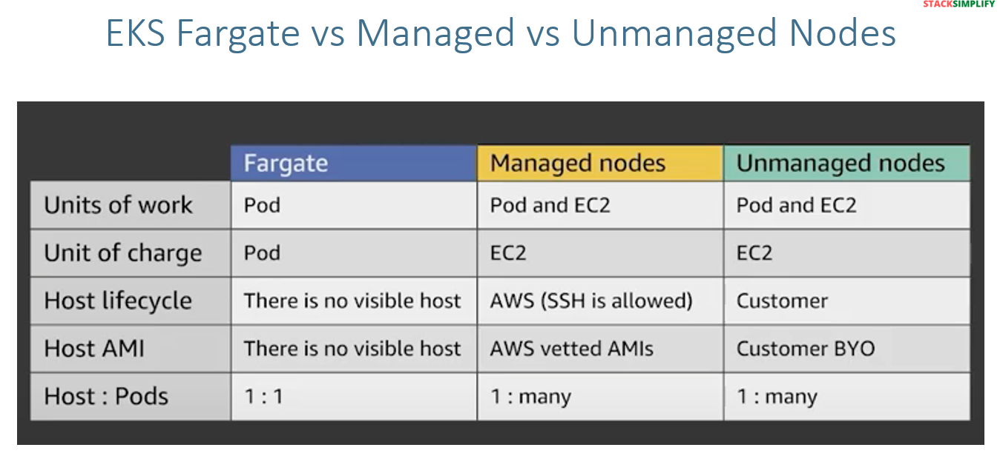 STACKSIMPLIFY
EKS Fargate vs Managed vs Unmanaged Nodes
Fargate Managed nodes Unmanaged nodes
Units of work Pod Pod and EC2 Pod and EC2
Unit of charge Pod EC2 EC2
Host lifecycle There is no visible host AWS (SSH is allowed) Customer
Host AMI There is no visible host AWS vetted AMIs Customer BYO
Host : Pods 1 : 1 1 : many 1 : many